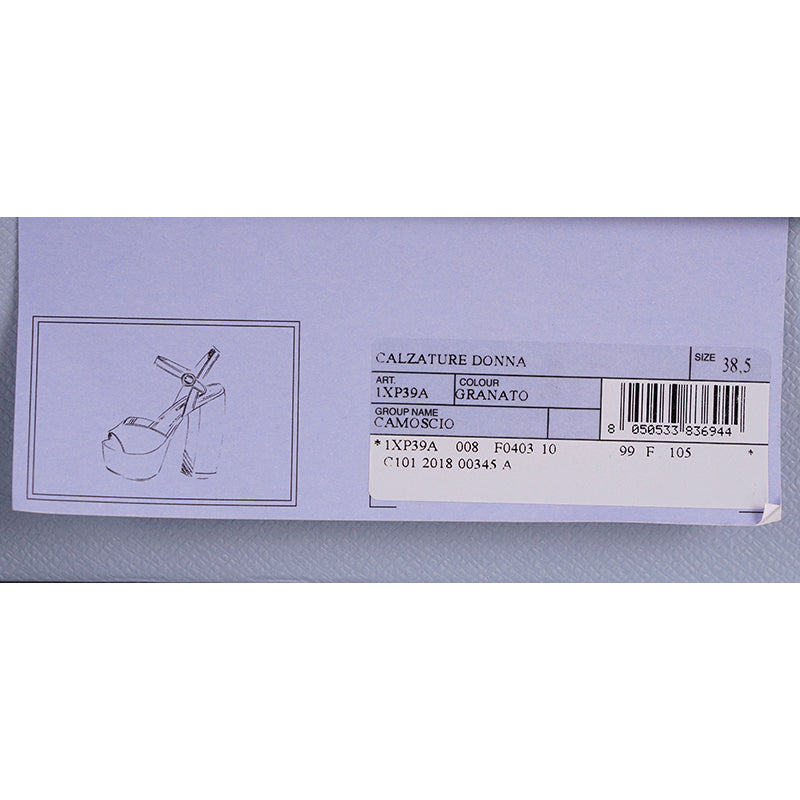 CALZATURE DONNA SIZE 38,5
ART. COLOUR
1XP39A GRANATO
GROUP NAME
CAMOSCIO
8 050533 836944
*1XP39A 008 F0403 10 99 F 105 *
C101 2018 00345 A